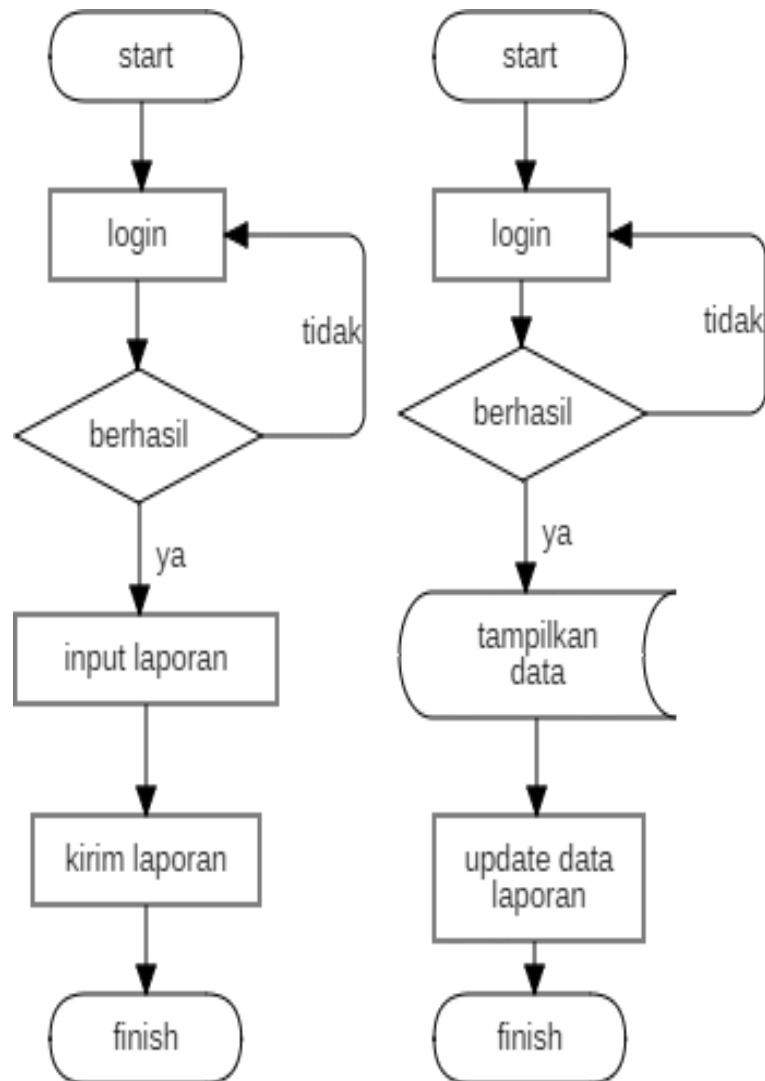 start
login
tidak
berhasil
ya
input laporan
kirim laporan
finish
start
login
tidak
berhasil
ya
tampilkan
data
update data
laporan
finish